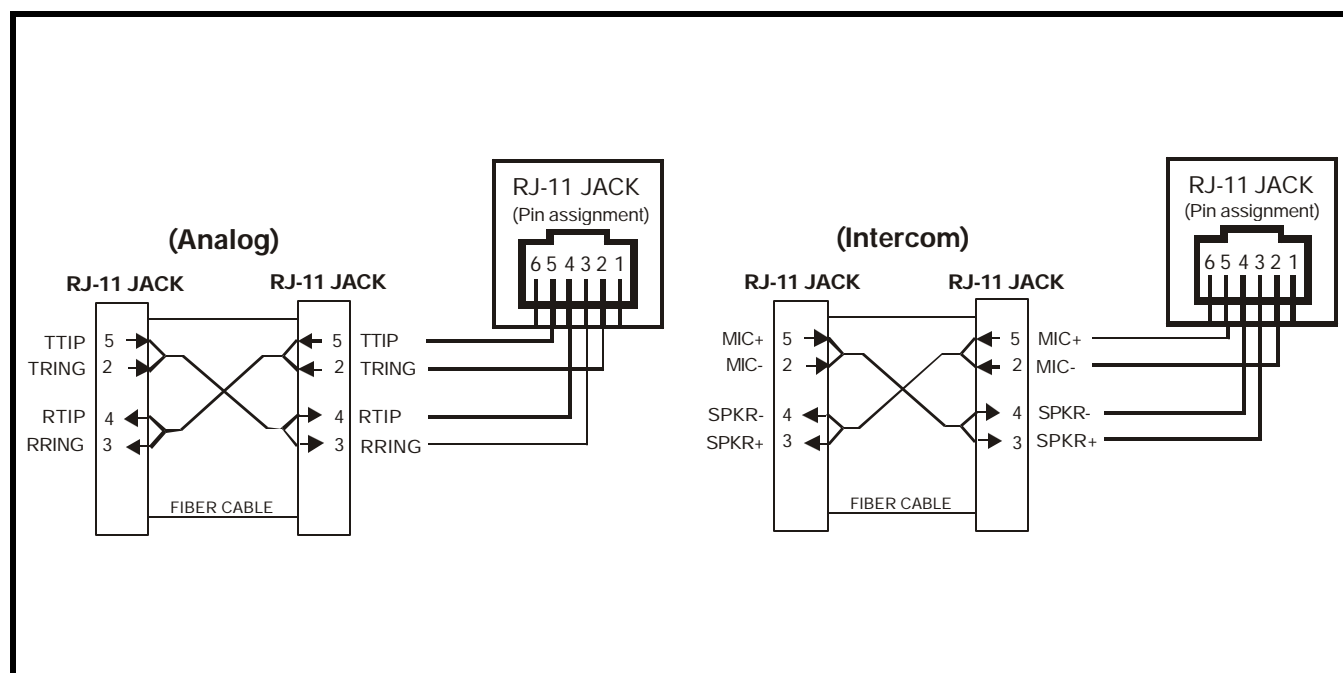 (Analog)
RJ-11 JACK
RJ-11 JACK
RJ-11 JACK
(Pin assignment)
6 5 4 3 2 1
TTIP 5
TRING 2
RTIP 4
RRING 3
5 TTIP
2 TRING
4 RTIP
3 RRING
FIBER CABLE
(Intercom)
RJ-11 JACK
RJ-11 JACK
RJ-11 JACK
(Pin assignment)
6 5 4 3 2 1
MIC+ 5
MIC- 2
SPKR- 4
SPKR+ 3
5 MIC+
2 MIC-
4 SPKR-
3 SPKR+
FIBER CABLE